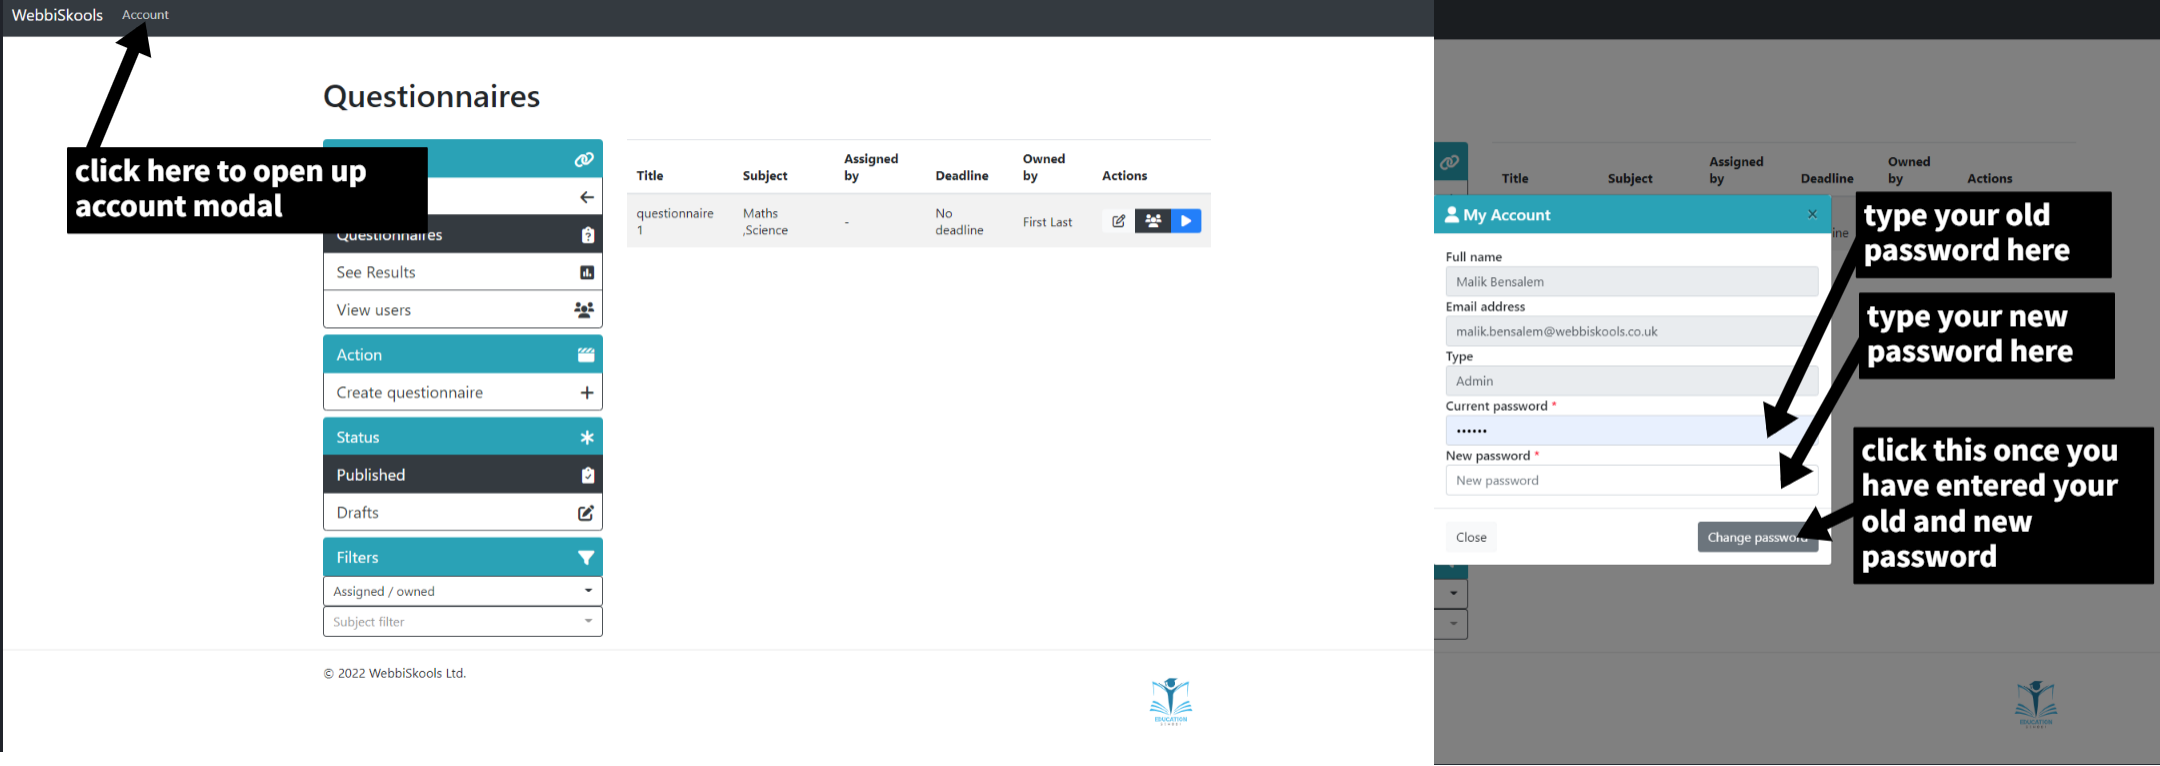 WebbiSkools Account
click here to open up
account modal
Questionnaires
Questionnaires
See Results
View users
Action
Create questionnaire
Status
Published
Drafts
Filters
Assigned / owned
Subject filter
Title Subject Assigned by Deadline Owned by Actions
questionnaire 1 Maths ,Science - No deadline First Last
© 2022 WebbiSkools Ltd.
EDUCATION
Title Subject Assigned by Deadline Owned by Actions
My Account ×
Full name
Malik Bensalem
Email address
malik.bensalem@webbiskools.co.uk
Type
Admin
Current password *
••••••
New password *
New password
Close Change password
type your old
password here
type your new
password here
click this once you
have entered your
old and new
password
EDUCATION